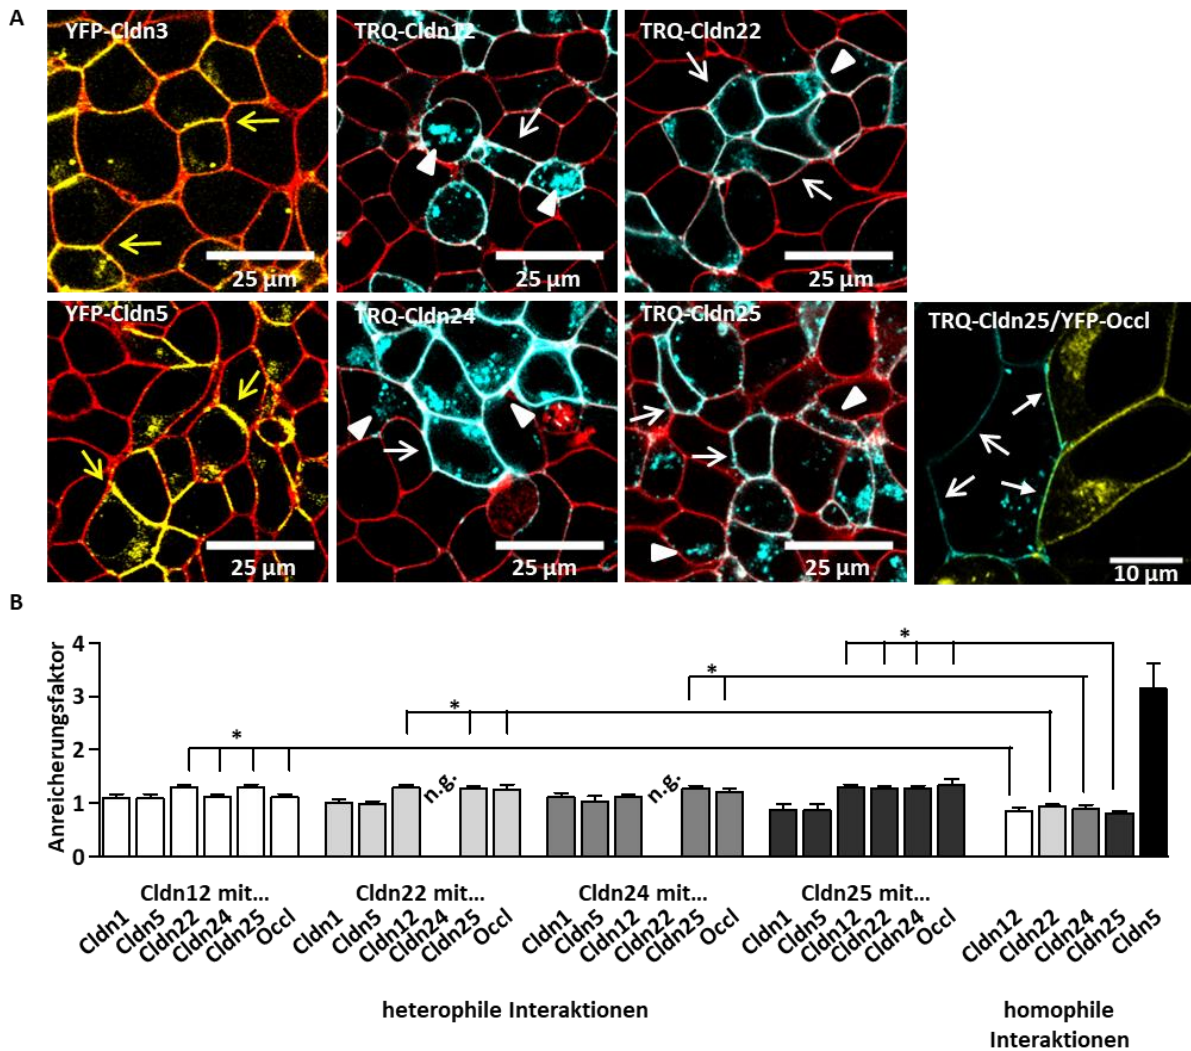 A
YFP-Cldn3
TRQ-Cldn12
TRQ-Cldn22
25 µm
25 µm
25 µm
YFP-Cldn5
TRQ-Cldn24
TRQ-Cldn25
TRQ-Cldn25/YFP-Occl
25 µm
25 µm
25 µm
10 µm
B
Anreicherungsfaktor
4
3
2
1
0
*
*
*
*
n.g.
n.g.
Cldn12 mit...
Cldn22 mit...
Cldn24 mit...
Cldn25 mit...
Cldn1
Cldn5
Cldn22
Cldn24
Cldn25
Occl
Cldn1
Cldn5
Cldn12
Cldn24
Cldn25
Occl
Cldn1
Cldn5
Cldn12
Cldn22
Cldn25
Occl
Cldn1
Cldn5
Cldn12
Cldn22
Cldn24
Occl
Cldn12
Cldn22
Cldn24
Cldn25
Cldn5
heterophile Interaktionen
homophile
Interaktionen